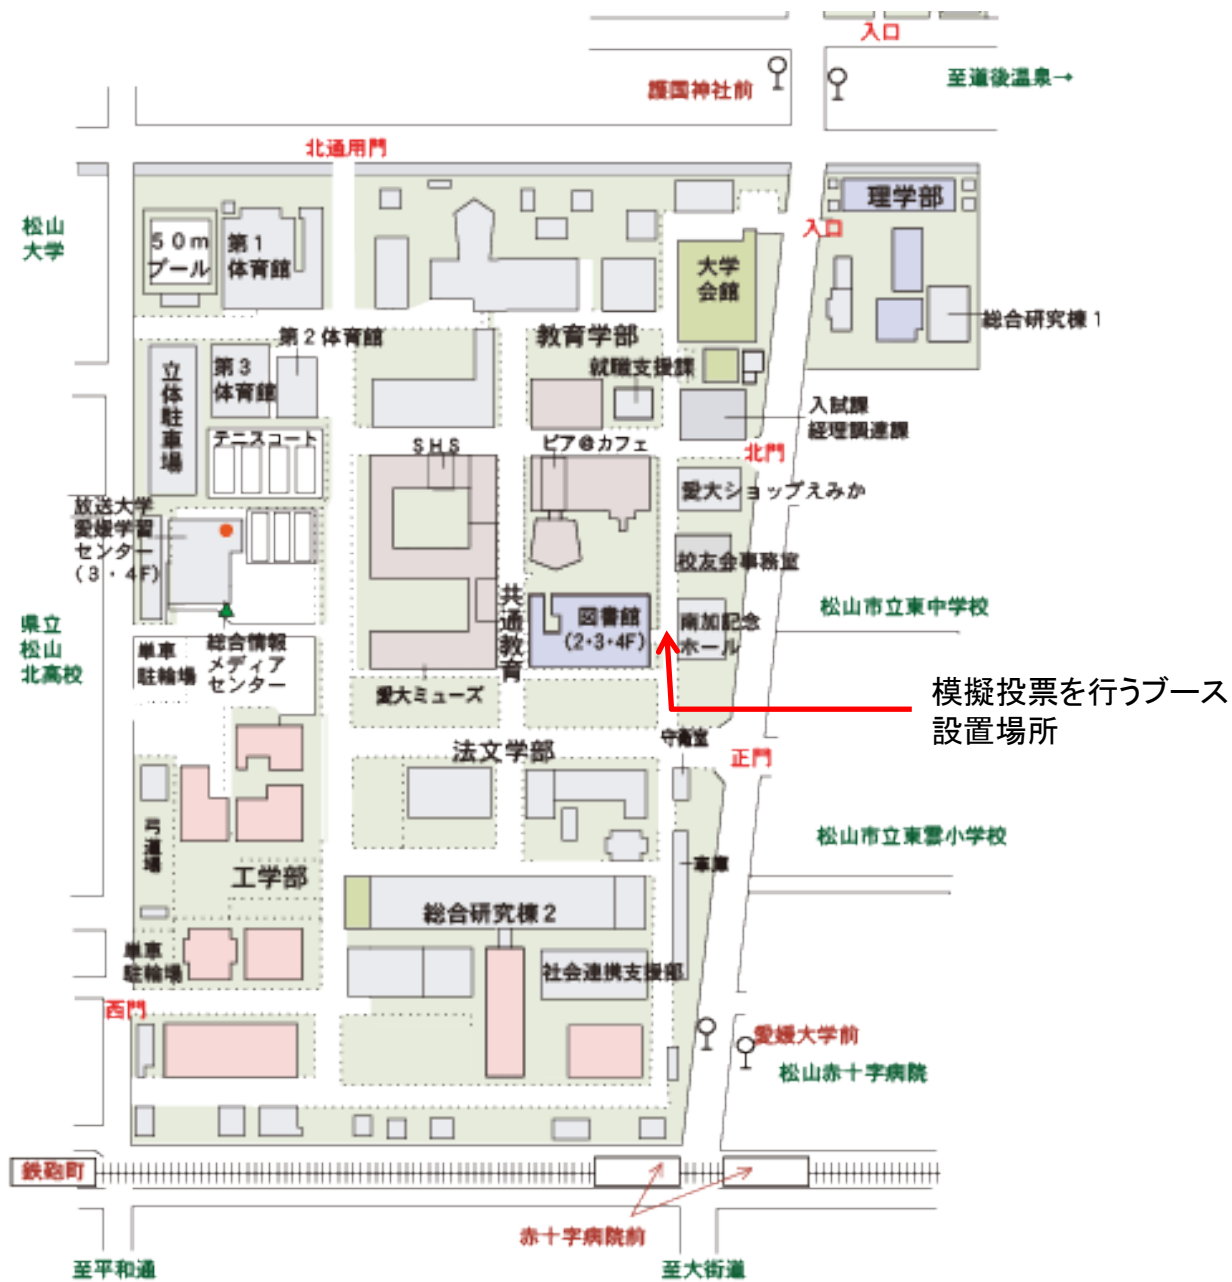 入口
至道後温泉→
護国神社前
北通用門
松山
大学
50m
プール
第1
体育館
理学部
入口
大学
会館
総合研究棟1
第2体育館
教育学部
就職支援課
立体駐車場
第3
体育館
入試課
経理調達課
テニスコート
SHS
ピア@カフェ
北門
愛大ショップえみか
放送大学
愛媛学習
センター
(3・4F)
校友会事務室
共通教育
図書館
(2・3・4F)
南加記念
ホール
松山市立東中学校
県立
松山
北高校
単車
駐輪場
総合情報
メディア
センター
愛大ミューズ
模擬投票を行うブース
設置場所
法文学部
守衛室
正門
弓道場
松山市立東雲小学校
車庫
工学部
総合研究棟2
単車
駐輪場
社会連携支援部
西門
愛媛大学前
松山赤十字病院
鉄砲町
赤十字病院前
至平和通
至大街道